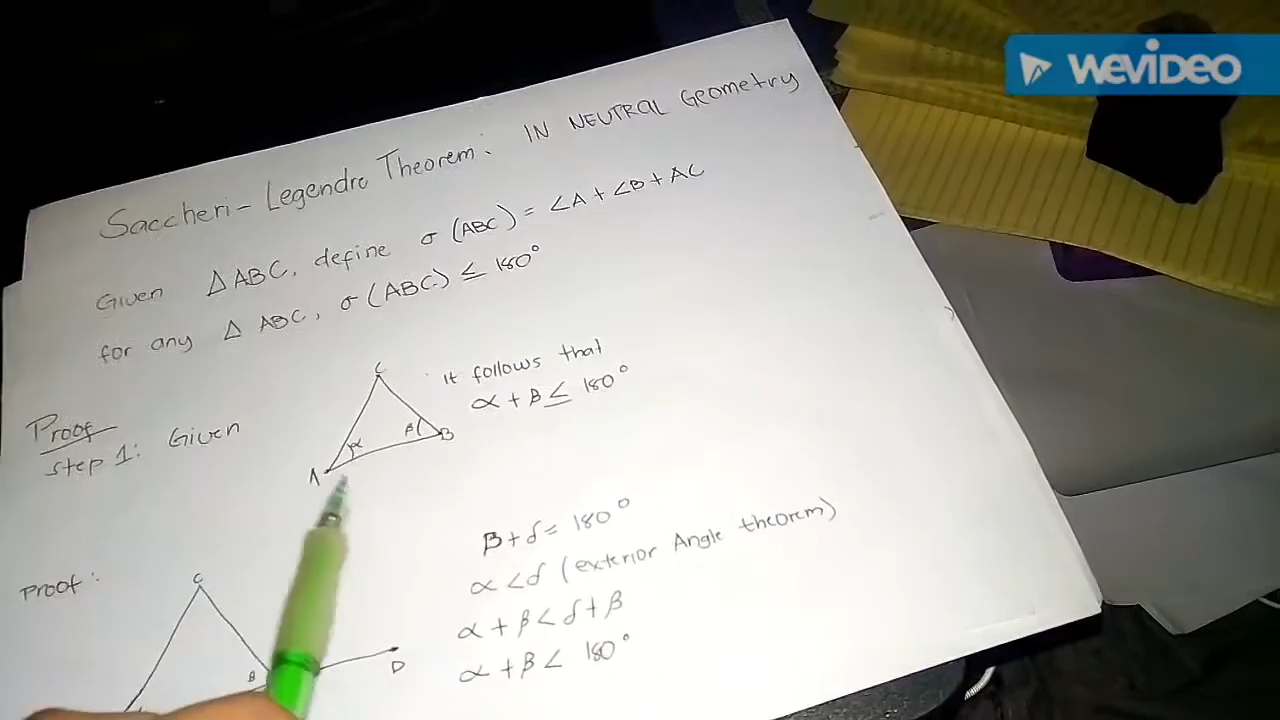 WEVIDEO
Saccheri - Legendre Theorem: IN NEUTRAL Geometry
Given △ ABC, define σ (ABC) = ∠A + ∠B + AC
for any △ ABC, σ (ABC) ≤ 180°
Proof
step 1: Given
C
α
β
A
B
it follows that
α + β ≤ 180°
Proof:
C
B
D
β + δ = 180°
α < δ (exterior Angle theorem)
α + β < δ + β
α + β < 180°